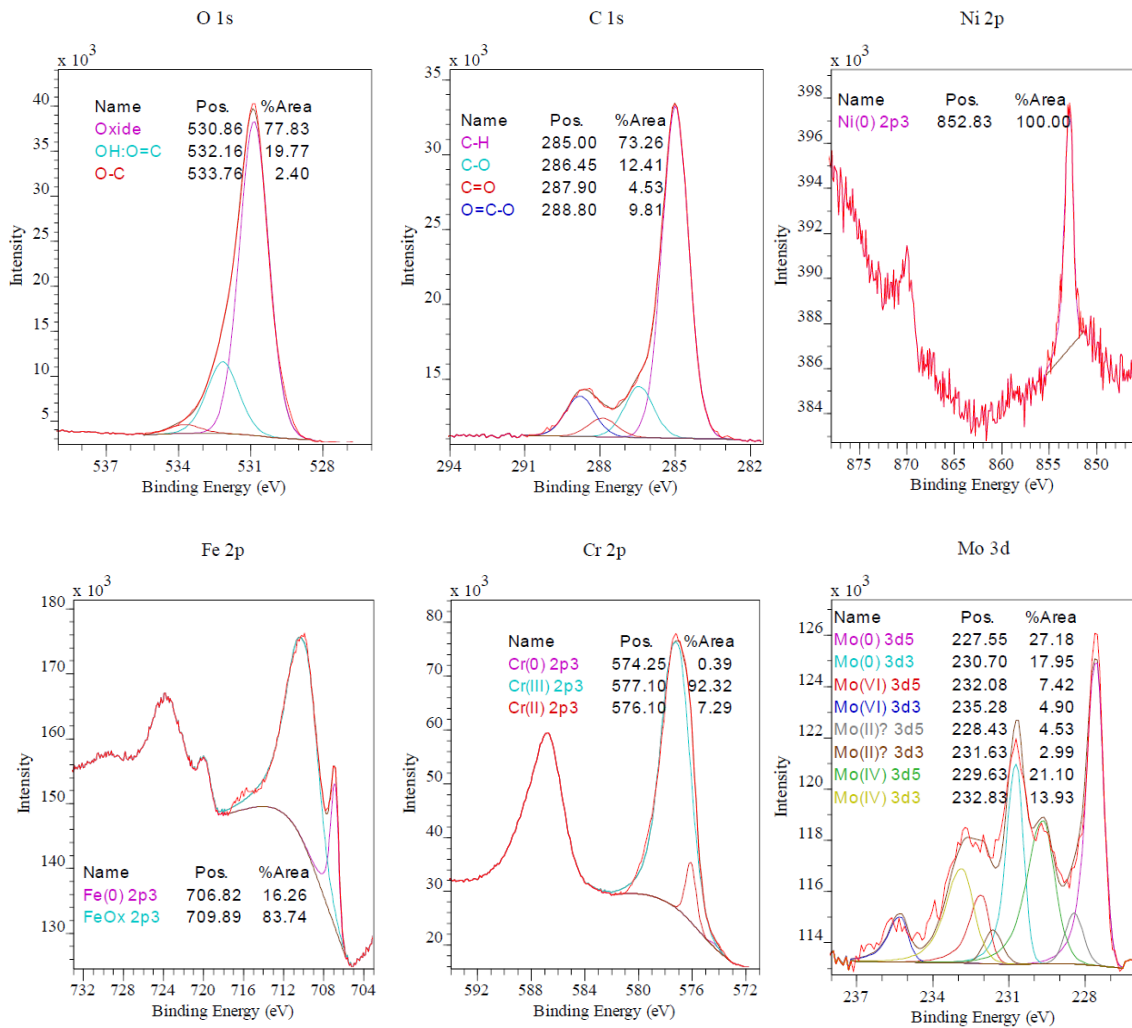 O 1s
x 10³
Name Pos. %Area
Oxide 530.86 77.83
OH:O=C 532.16 19.77
O-C 533.76 2.40
40
35
30
25
20
15
10
5
Intensity
537 534 531 528
Binding Energy (eV)
C 1s
x 10³
Name Pos. %Area
C-H 285.00 73.26
C-O 286.45 12.41
C=O 287.90 4.53
O=C-O 288.80 9.81
35
30
25
20
15
Intensity
294 291 288 285 282
Binding Energy (eV)
Ni 2p
x 10³
Name Pos. %Area
Ni(0) 2p3 852.83 100.00
398
396
394
392
390
388
386
384
Intensity
875 870 865 860 855 850
Binding Energy (eV)
Fe 2p
x 10³
180
170
160
150
140
130
Intensity
Name Pos. %Area
Fe(0) 2p3 706.82 16.26
FeOx 2p3 709.89 83.74
732 728 724 720 716 712 708 704
Binding Energy (eV)
Cr 2p
x 10³
Name Pos. %Area
Cr(0) 2p3 574.25 0.39
Cr(III) 2p3 577.10 92.32
Cr(II) 2p3 576.10 7.29
80
70
60
50
40
30
20
Intensity
592 588 584 580 576 572
Binding Energy (eV)
Mo 3d
x 10³
Name Pos. %Area
Mo(0) 3d5 227.55 27.18
Mo(0) 3d3 230.70 17.95
Mo(VI) 3d5 232.08 7.42
Mo(VI) 3d3 235.28 4.90
Mo(II)? 3d5 228.43 4.53
Mo(II)? 3d3 231.63 2.99
Mo(IV) 3d5 229.63 21.10
Mo(IV) 3d3 232.83 13.93
126
124
122
120
118
116
114
Intensity
237 234 231 228
Binding Energy (eV)